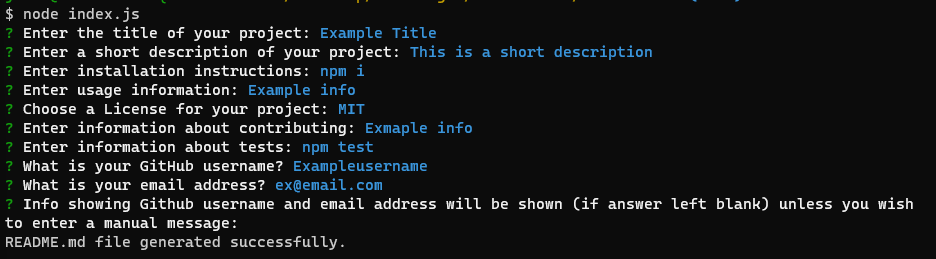 $ node index.js
? Enter the title of your project: Example Title
? Enter a short description of your project: This is a short description
? Enter installation instructions: npm i
? Enter usage information: Example info
? Choose a License for your project: MIT
? Enter information about contributing: Exmaple info
? Enter information about tests: npm test
? What is your GitHub username? Exampleusername
? What is your email address? ex@email.com
? Info showing Github username and email address will be shown (if answer left blank) unless you wish
to enter a manual message:
README.md file generated successfully.